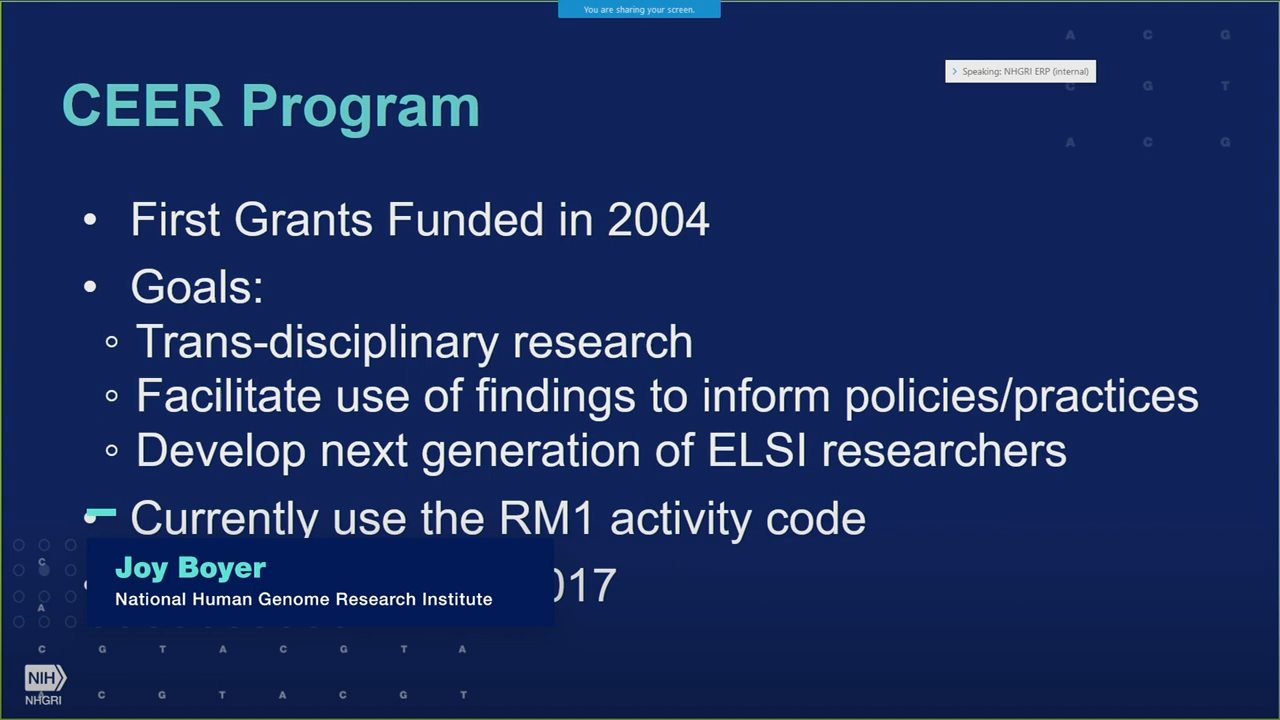 You are sharing your screen.
A C G
Speaking: NHGRI ERP (internal)
C G T
CEER Program
A C G
• First Grants Funded in 2004
• Goals:
◦ Trans-disciplinary research
◦ Facilitate use of findings to inform policies/practices
◦ Develop next generation of ELSI researchers
• Currently use the RM1 activity code
C
Joy Boyer
017
A
National Human Genome Research Institute
C G T A C G T A
NIH
A C G T A C G T
NHGRI